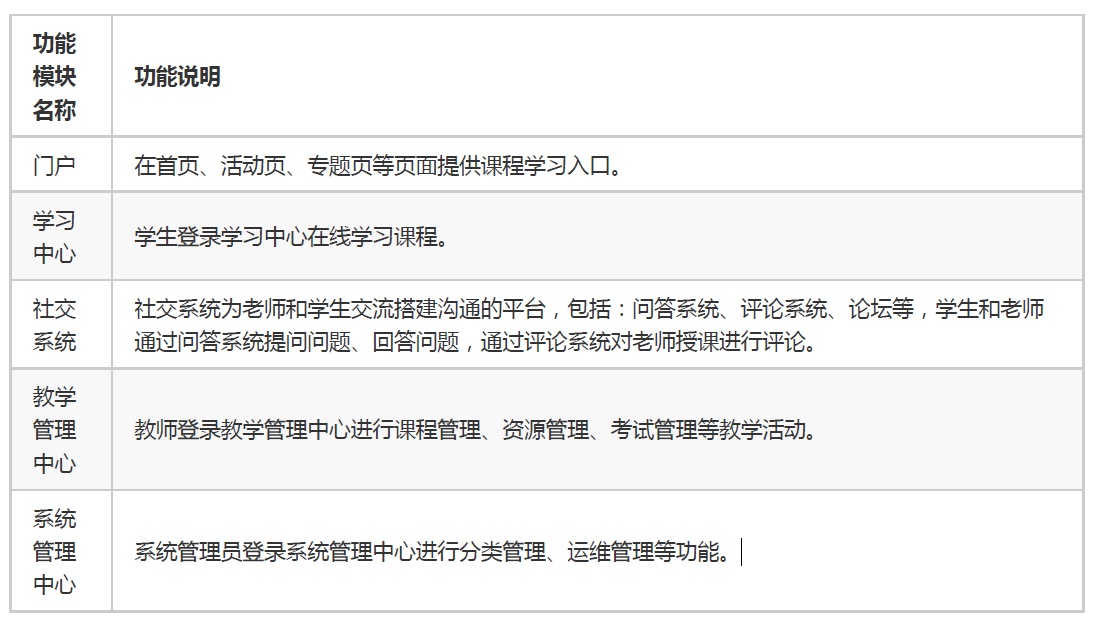 功能
模块
名称
功能说明
门户
在首页、活动页、专题页等页面提供课程学习入口。
学习
中心
学生登录学习中心在线学习课程。
社交
系统
社交系统为老师和学生交流搭建沟通的平台，包括：问答系统、评论系统、论坛等，学生和老师
通过问答系统提问问题、回答问题，通过评论系统对老师授课进行评论。
教学
管理
中心
教师登录教学管理中心进行课程管理、资源管理、考试管理等教学活动。
系统
管理
中心
系统管理员登录系统管理中心进行分类管理、运维管理等功能。